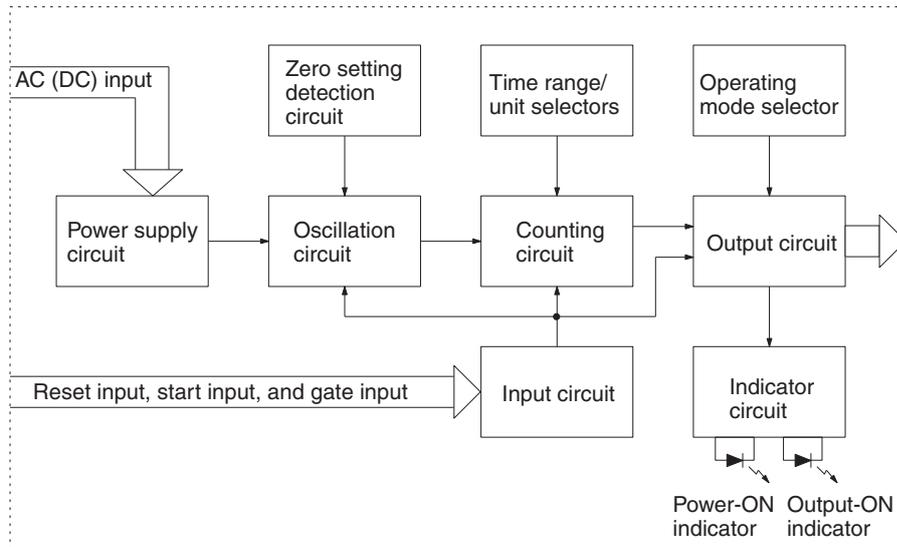 AC (DC) input
Zero setting
detection
circuit
Time range/
unit selectors
Operating
mode selector
Power supply
circuit
Oscillation
circuit
Counting
circuit
Output circuit
Reset input, start input, and gate input
Input circuit
Indicator
circuit
Power-ON
indicator
Output-ON
indicator